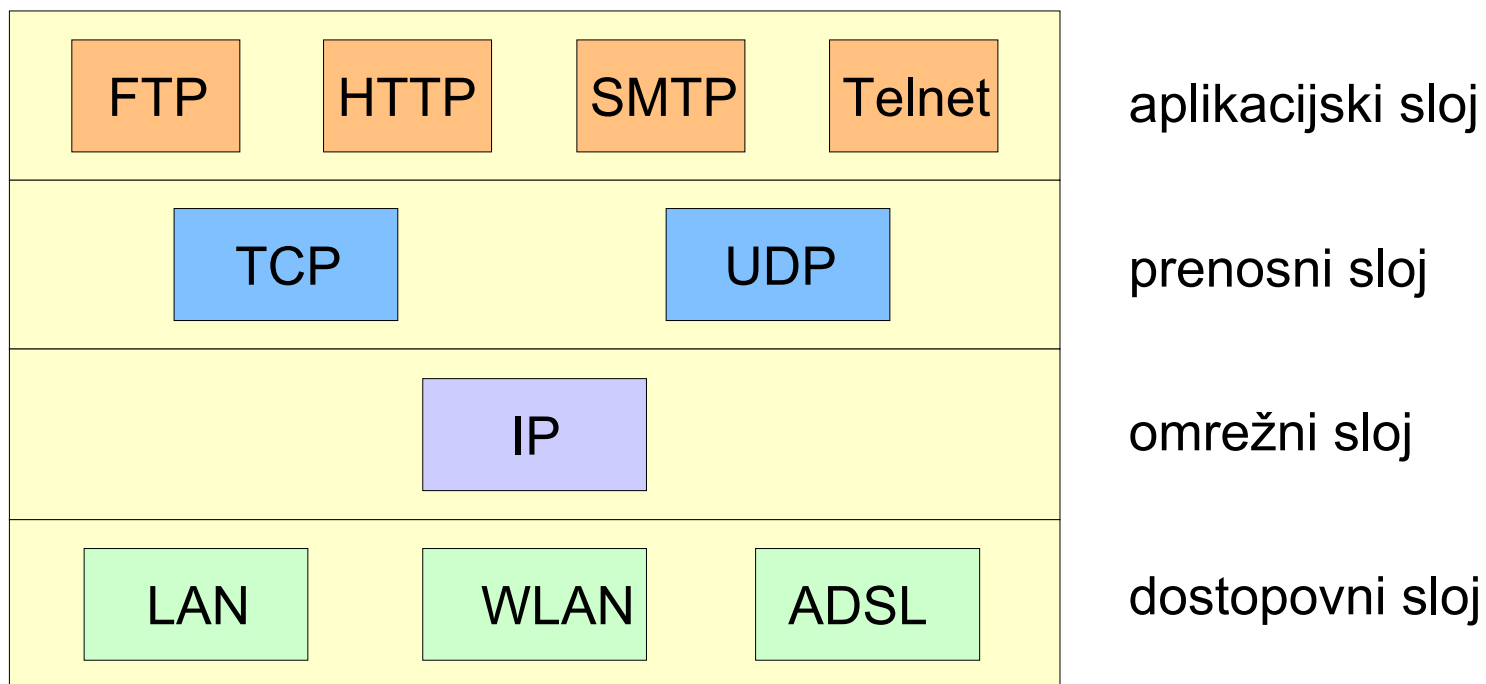 FTP HTTP SMTP Telnet aplikacijski sloj
TCP UDP prenosni sloj
IP omrežni sloj
LAN WLAN ADSL dostopovni sloj